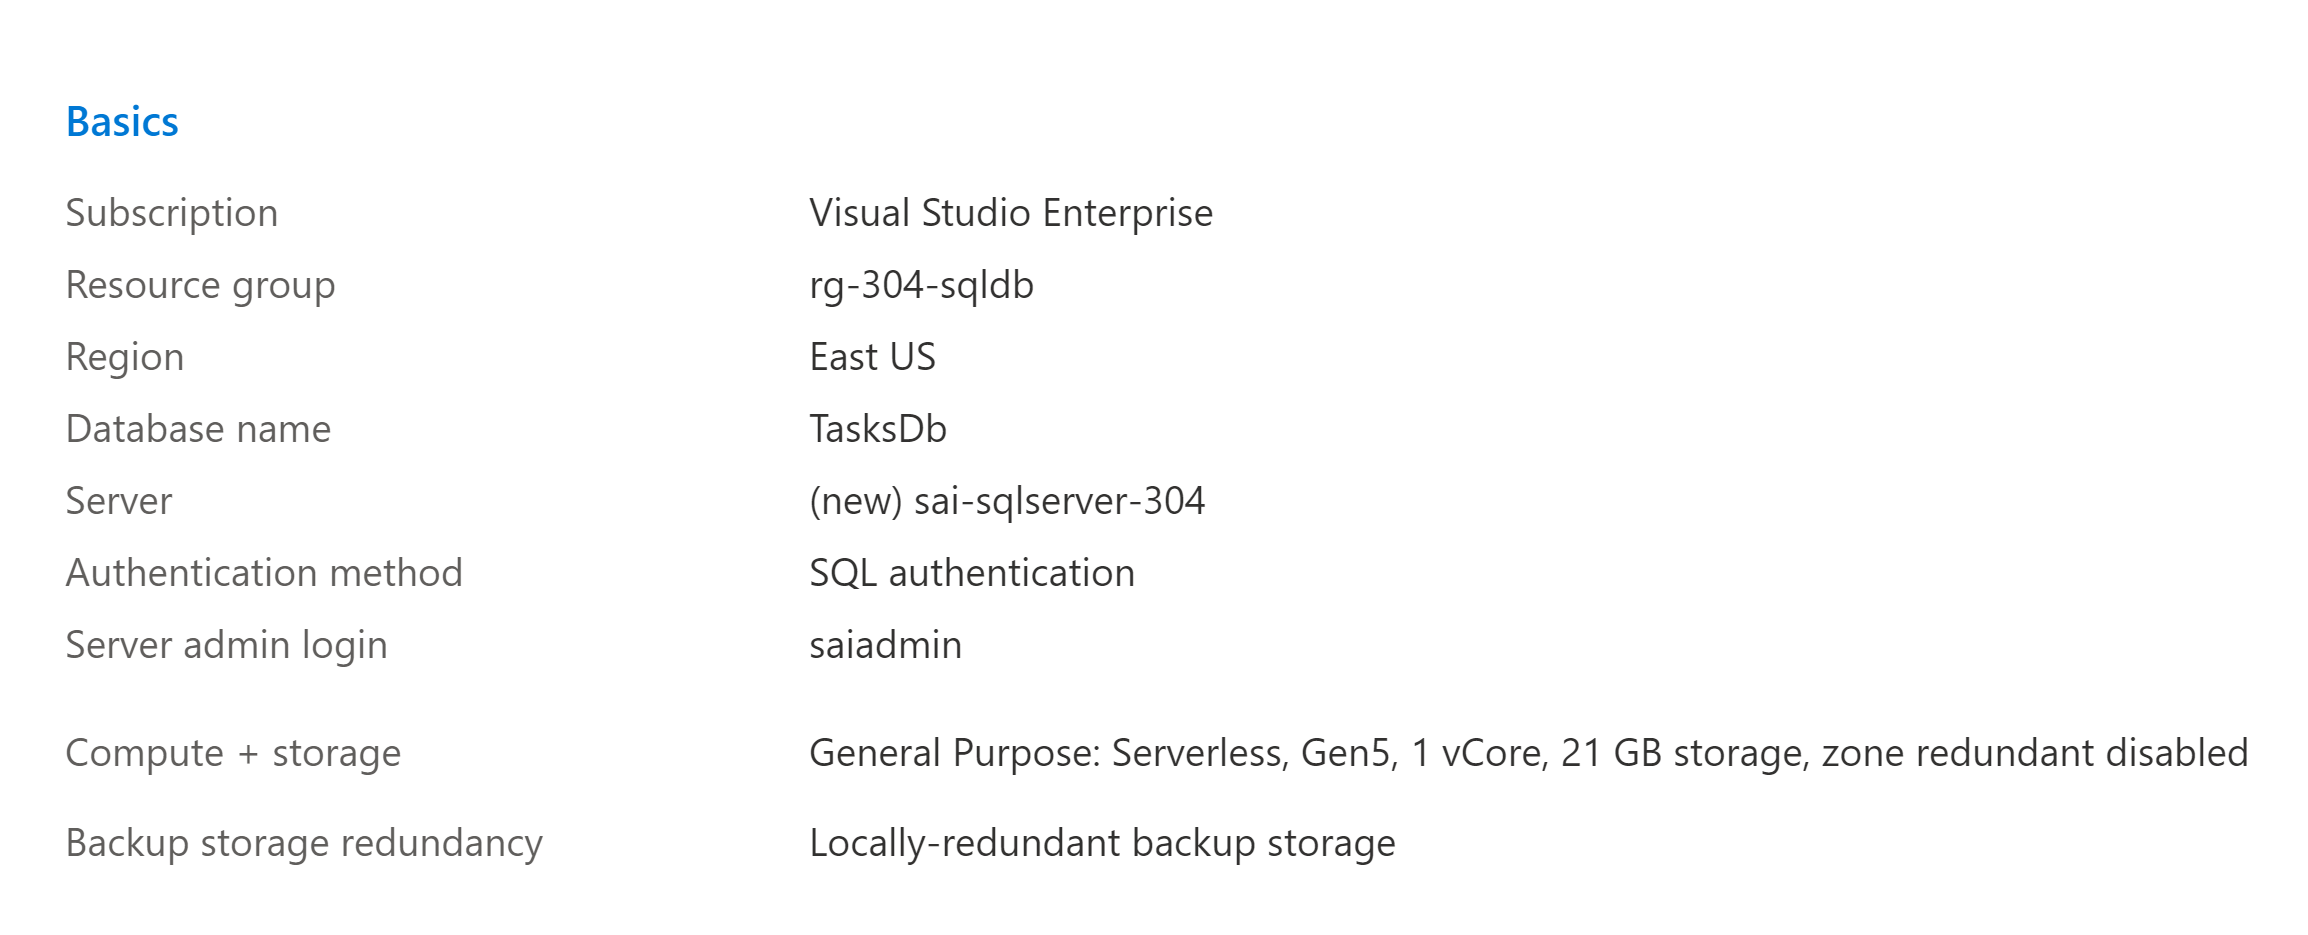 Basics
Subscription Visual Studio Enterprise
Resource group rg-304-sqldb
Region East US
Database name TasksDb
Server (new) sai-sqlserver-304
Authentication method SQL authentication
Server admin login saiadmin
Compute + storage General Purpose: Serverless, Gen5, 1 vCore, 21 GB storage, zone redundant disabled
Backup storage redundancy Locally-redundant backup storage